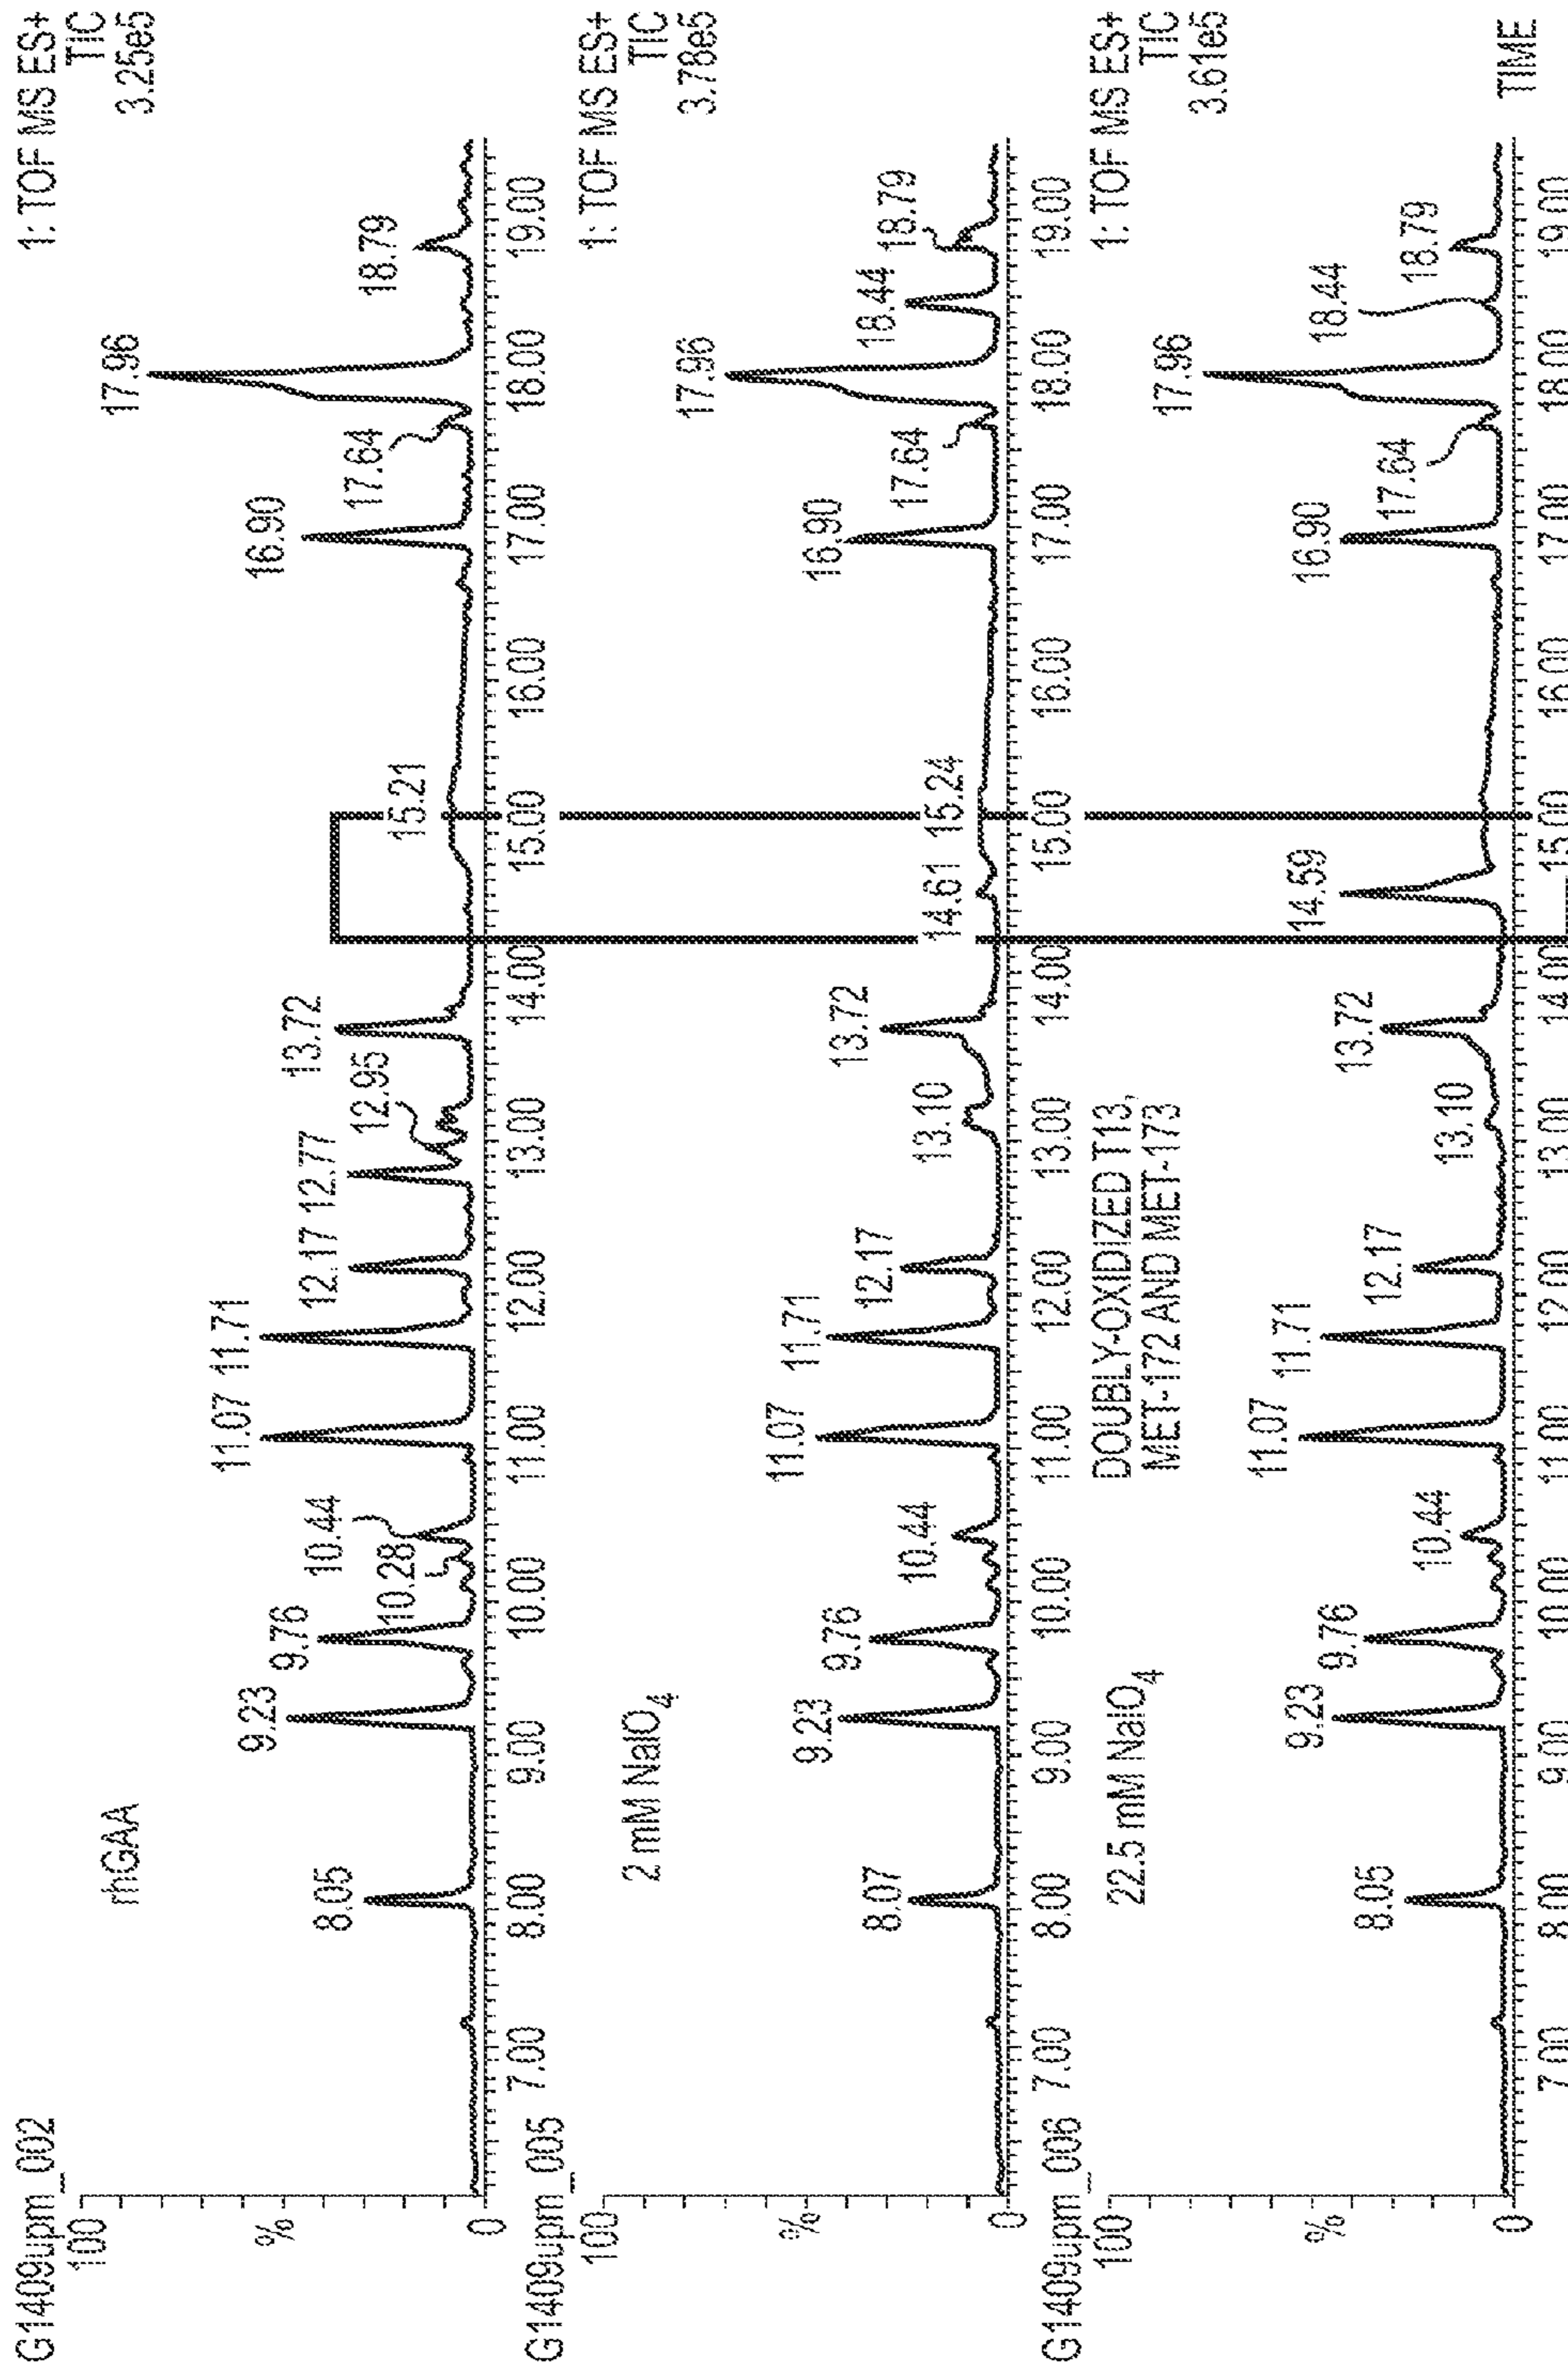 G1409upm_002
1: TOF MS ES+
TIC
3.25e5
rhGAA
100
%
0
8.05
9.23
9.76
10.28
10.44
11.07
11.71
12.17
12.77
12.95
13.72
15.21
16.90
17.64
17.96
18.79
7.00 8.00 9.00 10.00 11.00 12.00 13.00 14.00 15.00 16.00 17.00 18.00 19.00
G1409upm_005
1: TOF MS ES+
TIC
3.78e5
2 mM NaIO4
100
%
0
8.07
9.23
9.76
10.44
11.07
11.71
12.17
13.10
13.72
14.61
15.24
16.90
17.64
17.96
18.44
18.79
7.00 8.00 9.00 10.00 11.00 12.00 13.00 14.00 15.00 16.00 17.00 18.00 19.00
G1409upm_006
1: TOF MS ES+
TIC
3.61e5
22.5 mM NaIO4
DOUBLY-OXIDIZED T13,
MET-172 AND MET-173
100
%
0
8.05
9.23
9.76
10.44
11.07
11.71
12.17
13.10
13.72
14.59
16.90
17.64
17.96
18.44
18.79
7.00 8.00 9.00 10.00 11.00 12.00 13.00 14.00 15.00 16.00 17.00 18.00 19.00
TIME